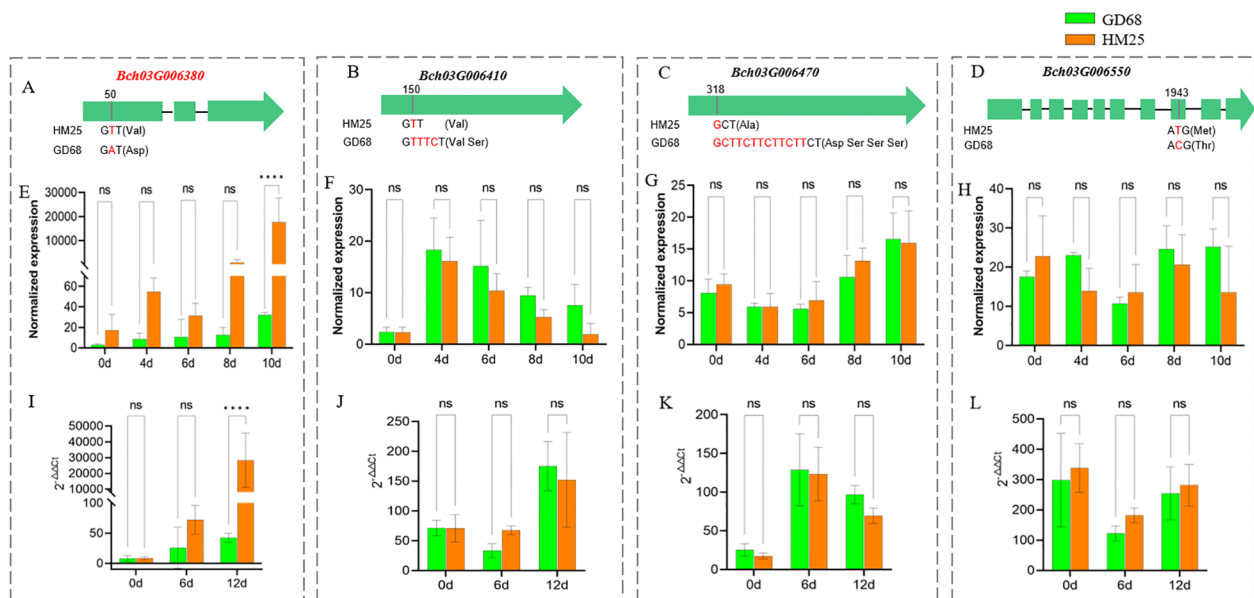 GD68
HM25
A
Bch03G006380
50
HM25 GTT(Val)
GD68 GAT(Asp)
B
Bch03G006410
150
HM25 GTT (Val)
GD68 GTTTCT(Val Ser)
C
Bch03G006470
318
HM25 GCT(Ala)
GD68 GCTTCTTCTTCTTCT(Asp Ser Ser Ser)
D
Bch03G006550
1943
HM25 ATG(Met)
GD68 ACG(Thr)
E
Normalized expression
30000
20000
10000
60
40
20
0
ns ns ns ns ••••
0d 4d 6d 8d 10d
F
Normalized expression
30
20
10
0
ns ns ns ns ns
0d 4d 6d 8d 10d
G
Normalized expression
25
20
15
10
5
0
ns ns ns ns ns
0d 4d 6d 8d 10d
H
Normalized expression
40
30
20
10
0
ns ns ns ns ns
0d 4d 6d 8d 10d
I
2-ΔΔCt
50000
40000
30000
20000
10000
50
0
ns ns ••••
0d 6d 12d
J
2-ΔΔCt
250
200
150
100
50
0
ns ns ns
0d 6d 12d
K
2-ΔΔCt
200
150
100
50
0
ns ns ns
0d 6d 12d
L
2-ΔΔCt
500
400
300
200
100
0
ns ns ns
0d 6d 12d